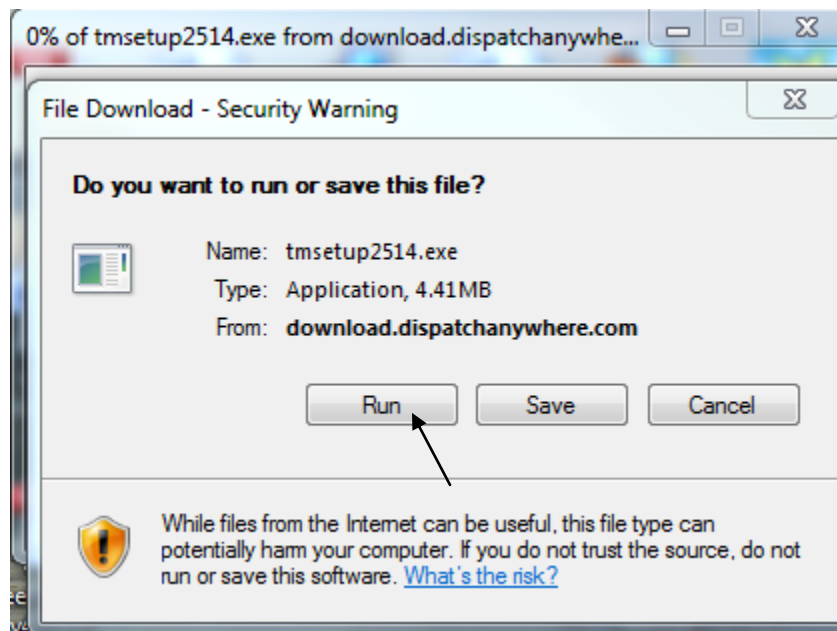 0% of tmsetup2514.exe from download.dispatchanywhe...
File Download - Security Warning
Do you want to run or save this file?
Name: tmsetup2514.exe
Type: Application, 4.41MB
From: download.dispatchanywhere.com
Run Save Cancel
While files from the Internet can be useful, this file type can
potentially harm your computer. If you do not trust the source, do not
run or save this software. What's the risk?